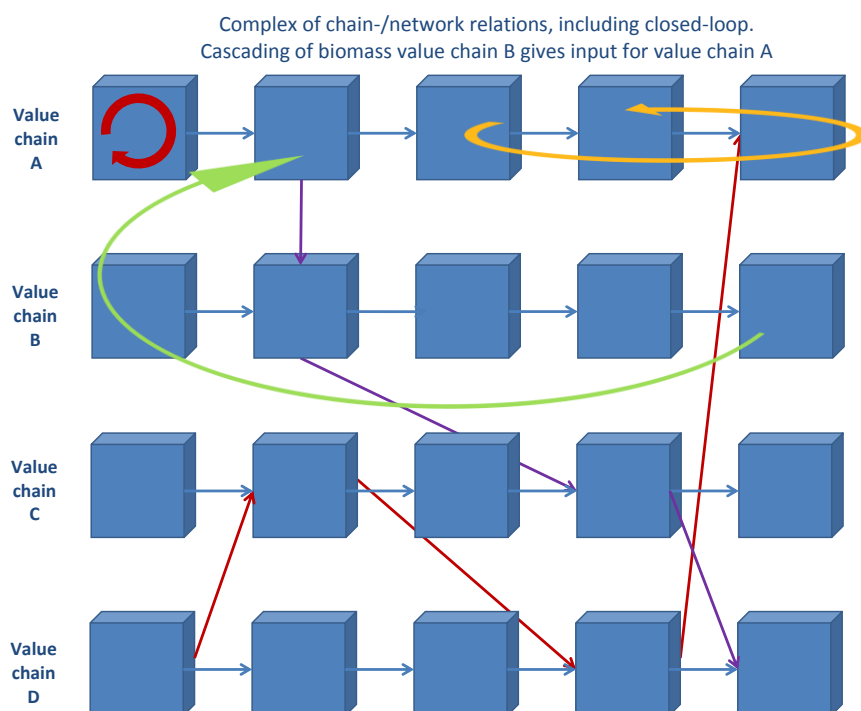 Complex of chain-/network relations, including closed-loop.
Cascading of biomass value chain B gives input for value chain A
Value
chain
A
Value
chain
B
Value
chain
C
Value
chain
D